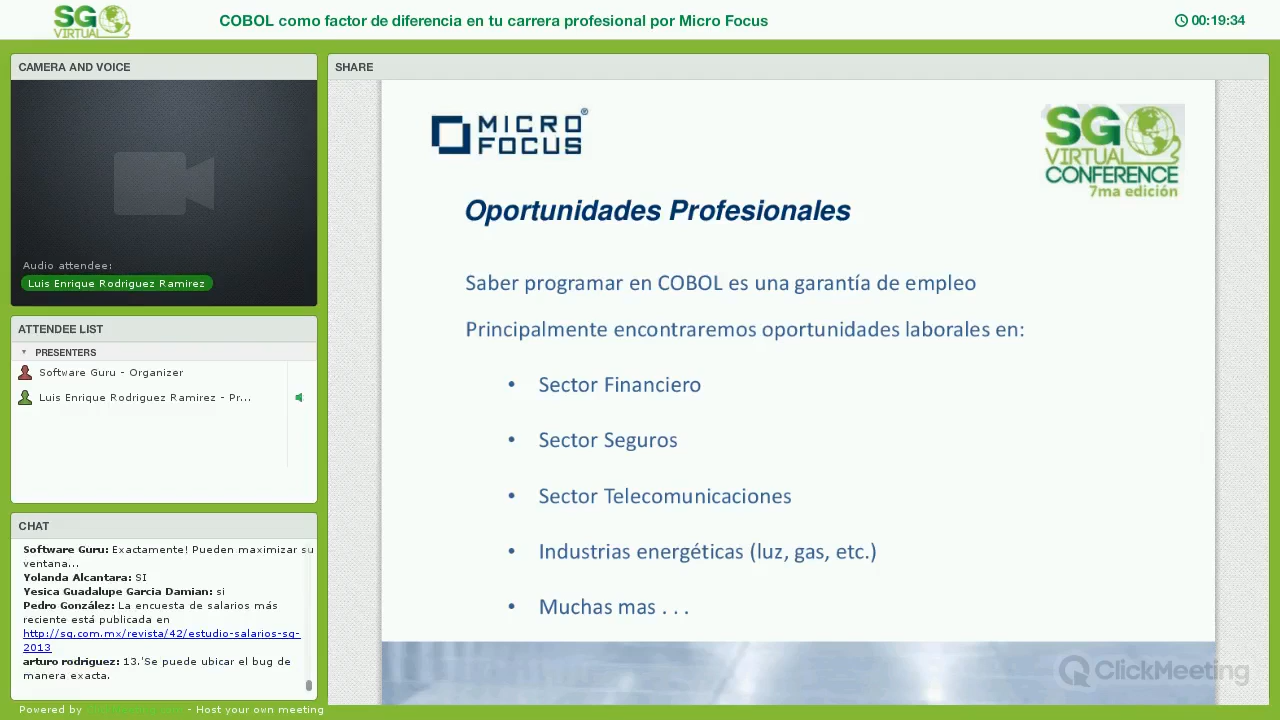 SG
VIRTUAL
COBOL como factor de diferencia en tu carrera profesional por Micro Focus
00:19:34
CAMERA AND VOICE
Audio attendee:
Luis Enrique Rodriguez Ramirez
ATTENDEE LIST
PRESENTERS
Software Guru - Organizer
Luis Enrique Rodriguez Ramirez - Pr...
CHAT
Software Guru: Exactamente! Pueden maximizar su
ventana...
Yolanda Alcantara: SI
Yesica Guadalupe Garcia Damian: si
Pedro González: La encuesta de salarios más
reciente está publicada en
http://sg.com.mx/revista/42/estudio-salarios-sg-
2013
arturo rodriguez: 13.'Se puede ubicar el bug de
manera exacta.
Powered by ClickMeeting.com - Host your own meeting
SHARE
MICRO
FOCUS®
SG
VIRTUAL
CONFERENCE
7ma edición
Oportunidades Profesionales
Saber programar en COBOL es una garantía de empleo
Principalmente encontraremos oportunidades laborales en:
• Sector Financiero
• Sector Seguros
• Sector Telecomunicaciones
• Industrias energéticas (luz, gas, etc.)
• Muchas mas . . .
ClickMeeting